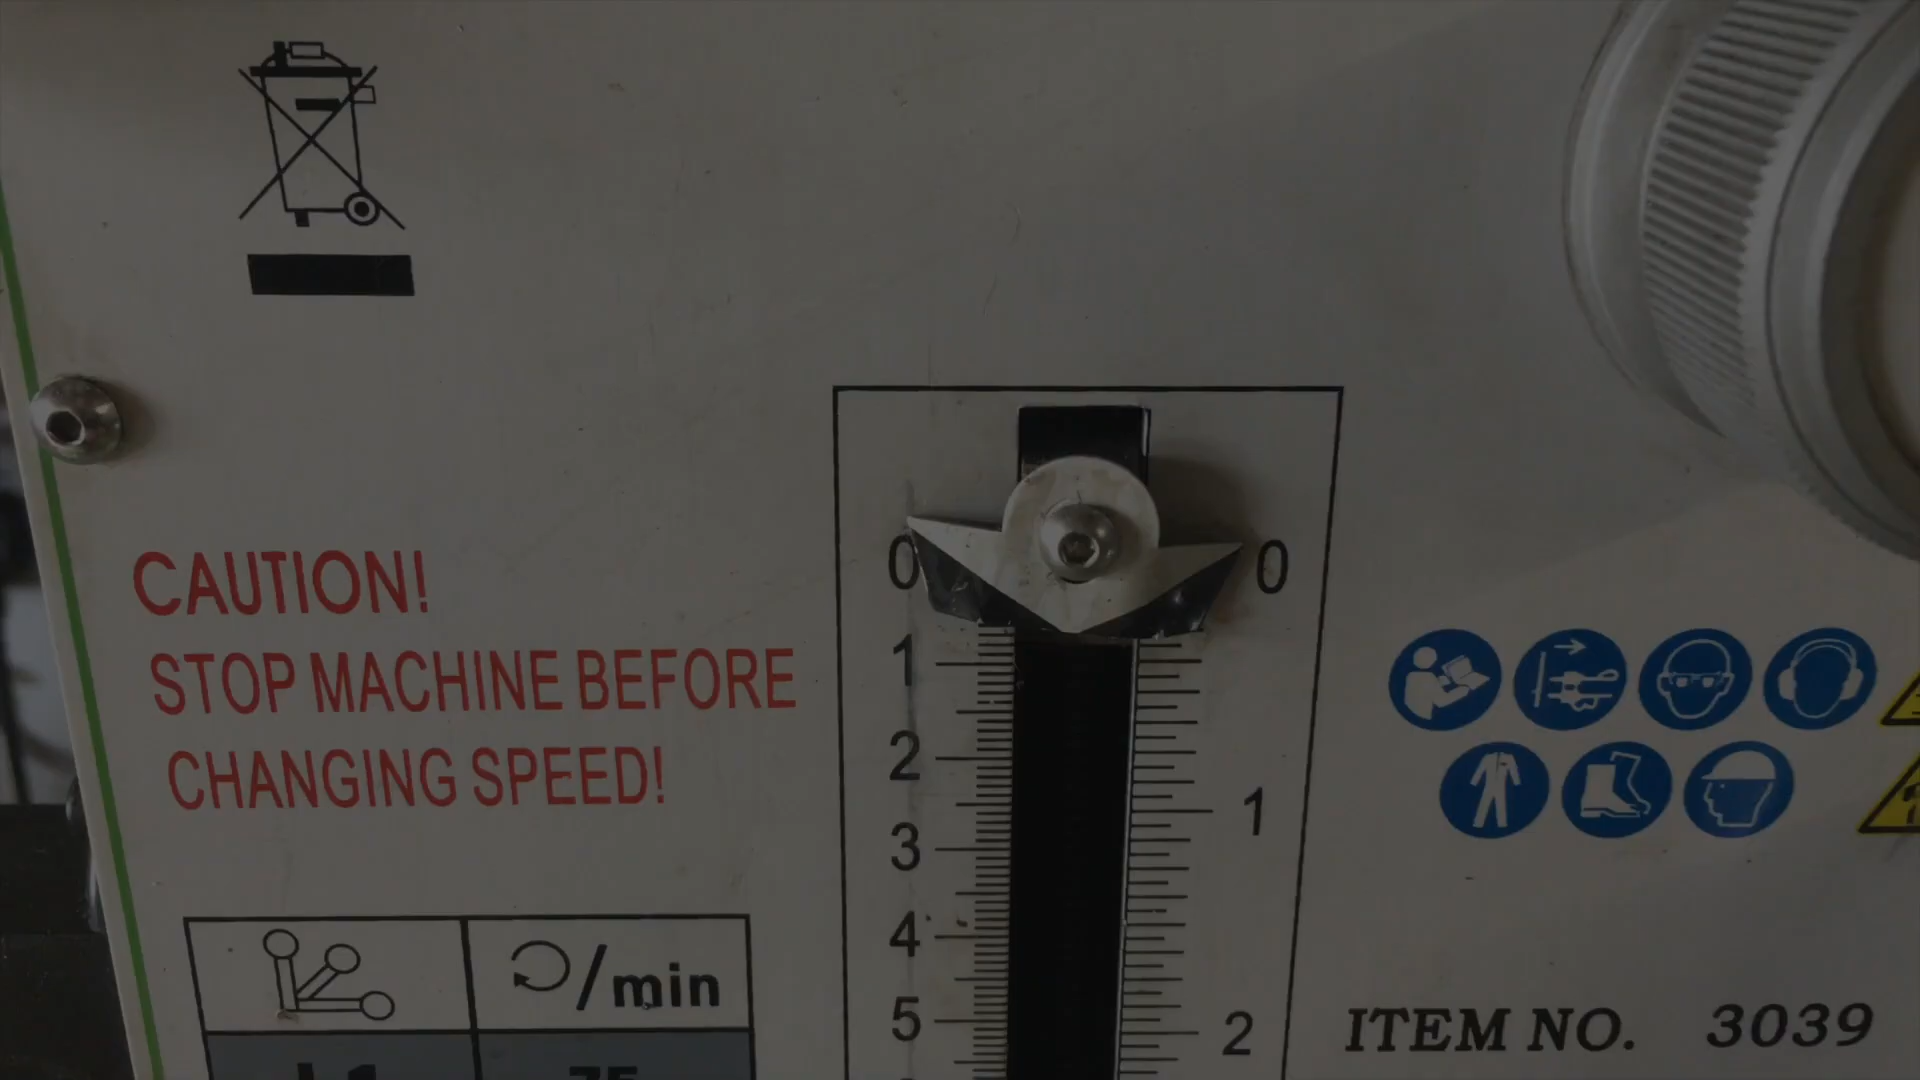 CAUTION!
STOP MACHINE BEFORE
CHANGING SPEED!
/min
0 0
1
2
1
3
4
5
2
ITEM NO. 3039